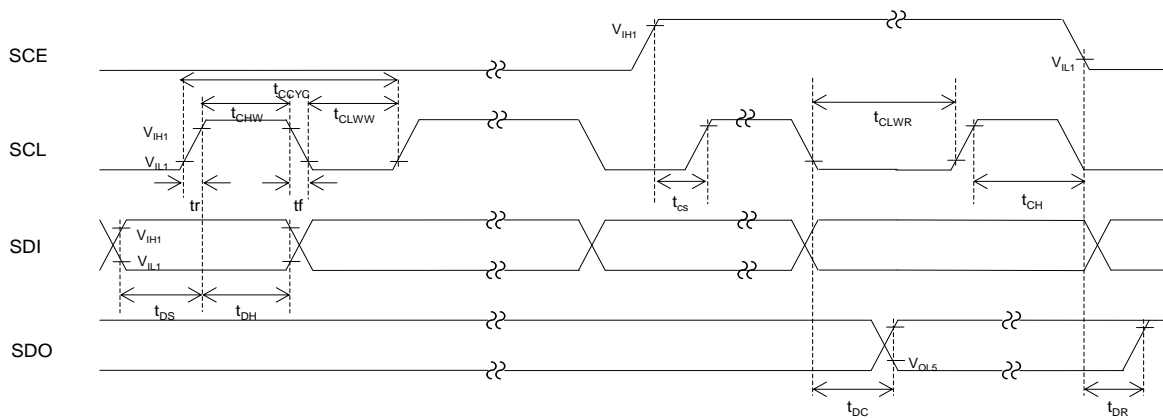 SCE
V_IH1
V_IL1
SCL
t_CCYC
t_CHW
t_CLWW
t_CLWR
V_IH1
V_IL1
tr
tf
t_cs
t_CH
SDI
V_IH1
V_IL1
t_DS
t_DH
SDO
V_OL5
t_DC
t_DR